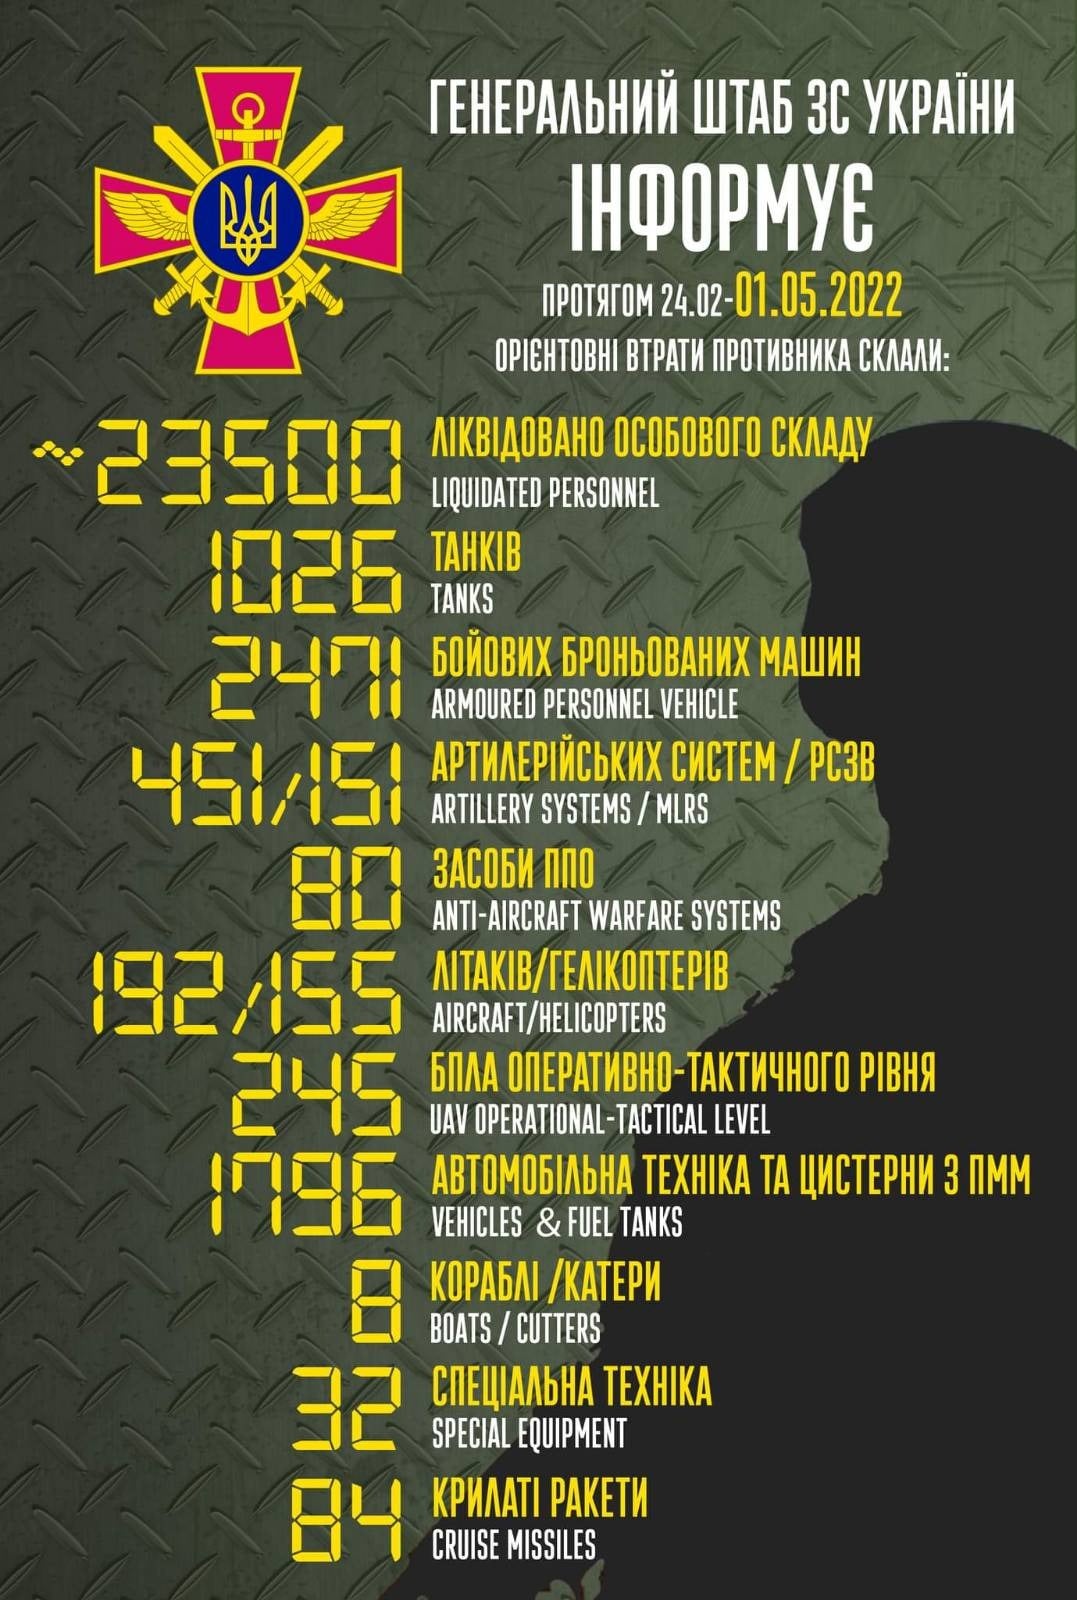 ГЕНЕРАЛЬНИЙ ШТАБ ЗС УКРАЇНИ
ІНФОРМУЄ
ПРОТЯГОМ 24.02-01.05.2022
ОРІЄНТОВНІ ВТРАТИ ПРОТИВНИКА СКЛАЛИ:
~23500 ЛІКВІДОВАНО ОСОБОВОГО СКЛАДУ
LIQUIDATED PERSONNEL
1026 ТАНКІВ
TANKS
2471 БОЙОВИХ БРОНЬОВАНИХ МАШИН
ARMOURED PERSONNEL VEHICLE
451/151 АРТИЛЕРІЙСЬКИХ СИСТЕМ / РСЗВ
ARTILLERY SYSTEMS / MLRS
80 ЗАСОБИ ППО
ANTI-AIRCRAFT WARFARE SYSTEMS
192/155 ЛІТАКІВ/ГЕЛІКОПТЕРІВ
AIRCRAFT/HELICOPTERS
245 БПЛА ОПЕРАТИВНО-ТАКТИЧНОГО РІВНЯ
UAV OPERATIONAL-TACTICAL LEVEL
1796 АВТОМОБІЛЬНА ТЕХНІКА ТА ЦИСТЕРНИ З ПММ
VEHICLES & FUEL TANKS
8 КОРАБЛІ /КАТЕРИ
BOATS / CUTTERS
32 СПЕЦІАЛЬНА ТЕХНІКА
SPECIAL EQUIPMENT
84 КРИЛАТІ РАКЕТИ
CRUISE MISSILES